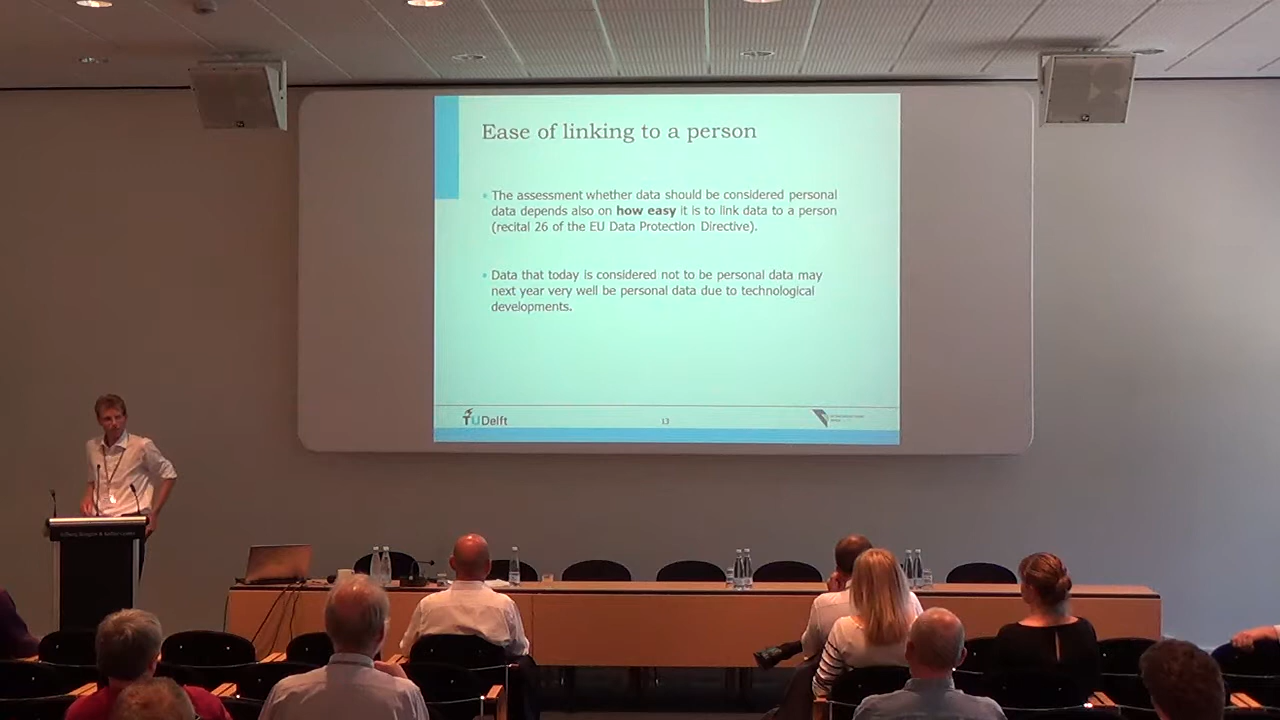 Ease of linking to a person
The assessment whether data should be considered personal
data depends also on how easy it is to link data to a person
(recital 26 of the EU Data Protection Directive).
Data that today is considered not to be personal data may
next year very well be personal data due to technological
developments.
TU Delft
13